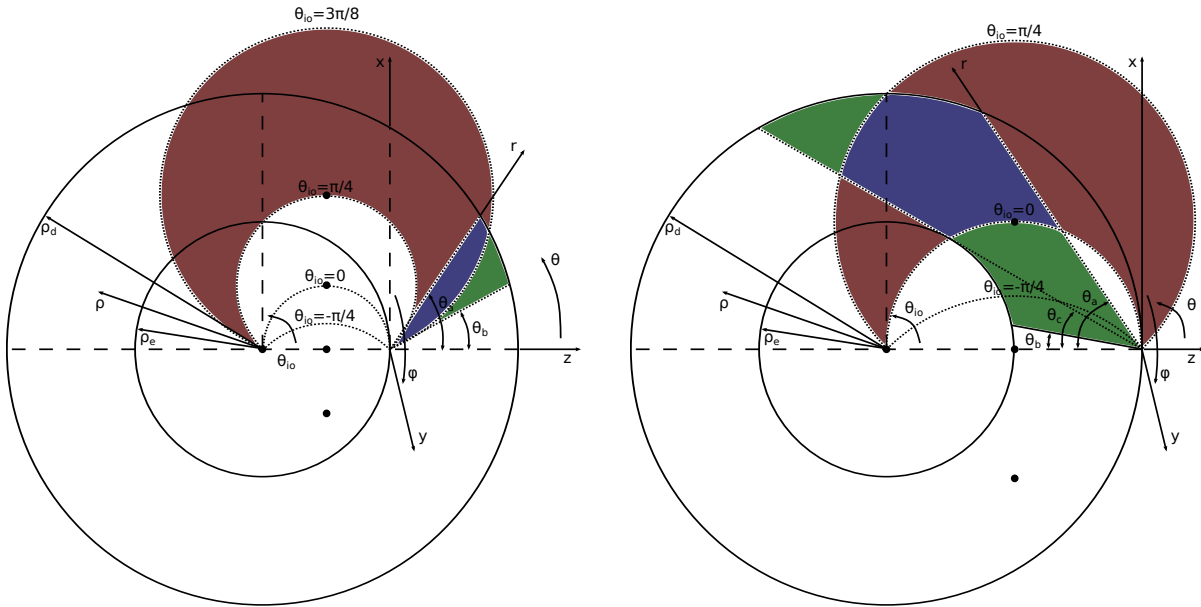 θio=3π/8
x
r
θio=π/4
ρd
θ
θio=0
ρ
θ
θio=-π/4
ρe
θb
θio
z
φ
y
θio=π/4
x
r
θio=0
ρd
θio=-π/4
ρ
θa
θio
θc
θ
ρe
θb
z
φ
y